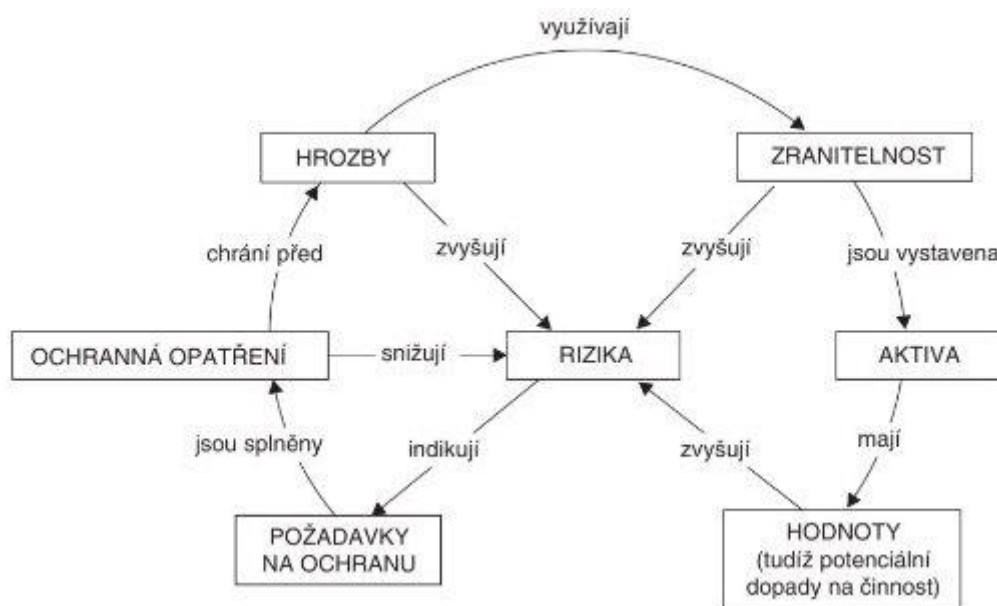 využívají
HROZBY
ZRANITELNOST
chrání před
zvyšují
zvyšují
jsou vystavena
OCHRANNÁ OPATŘENÍ
snižují
RIZIKA
AKTIVA
jsou splněny
indikují
zvyšují
mají
POŽADAVKY
NA OCHRANU
HODNOTY
(tudíž potenciální
dopady na činnost)